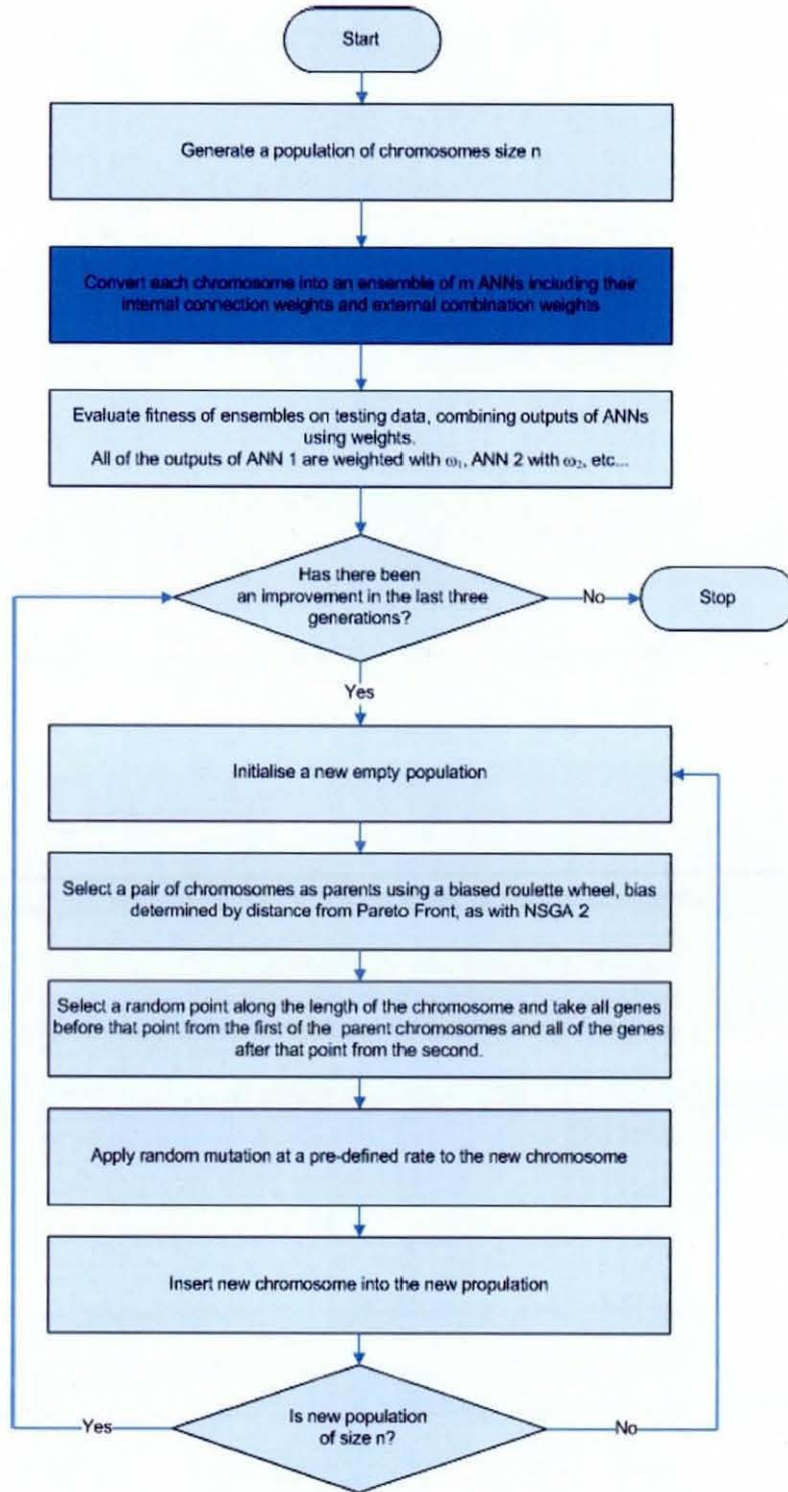 Start
Generate a population of chromosomes size n
Convert each chromosome into an ensemble of m ANNs including their
internal connection weights and external combination weights
Evaluate fitness of ensembles on testing data, combining outputs of ANNs
using weights.
All of the outputs of ANN 1 are weighted with ω₁, ANN 2 with ω₂, etc...
Has there been
an improvement in the last three
generations?
No
Stop
Yes
Initialise a new empty population
Select a pair of chromosomes as parents using a biased roulette wheel, bias
determined by distance from Pareto Front, as with NSGA 2
Select a random point along the length of the chromosome and take all genes
before that point from the first of the parent chromosomes and all of the genes
after that point from the second.
Apply random mutation at a pre-defined rate to the new chromosome
Insert new chromosome into the new propulation
Is new population
of size n?
Yes
No